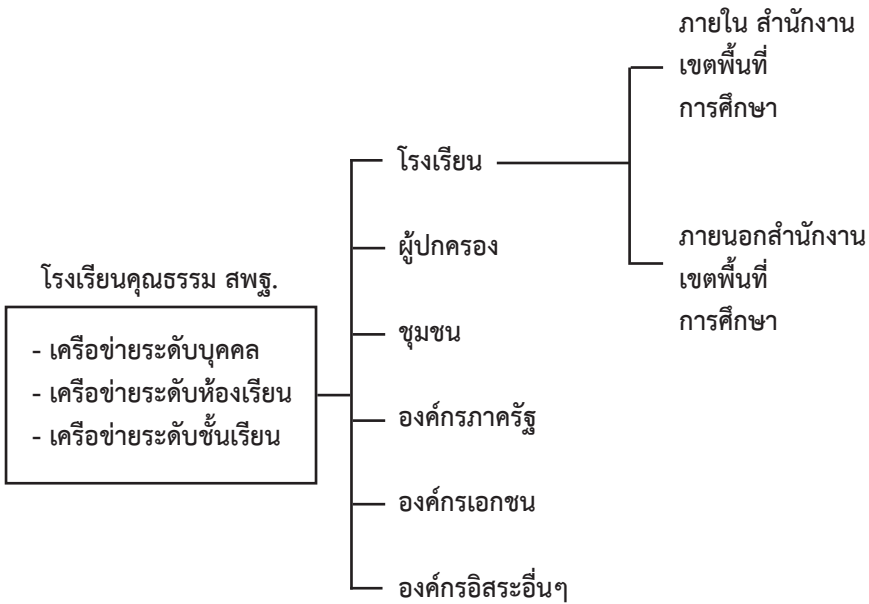 โรงเรียนคุณธรรม สพฐ.
- เครือข่ายระดับบุคคล
- เครือข่ายระดับห้องเรียน
- เครือข่ายระดับชั้นเรียน
โรงเรียน
ผู้ปกครอง
ชุมชน
องค์กรภาครัฐ
องค์กรเอกชน
องค์กรอิสระอื่นๆ
ภายใน สำนักงาน
เขตพื้นที่
การศึกษา
ภายนอกสำนักงาน
เขตพื้นที่
การศึกษา